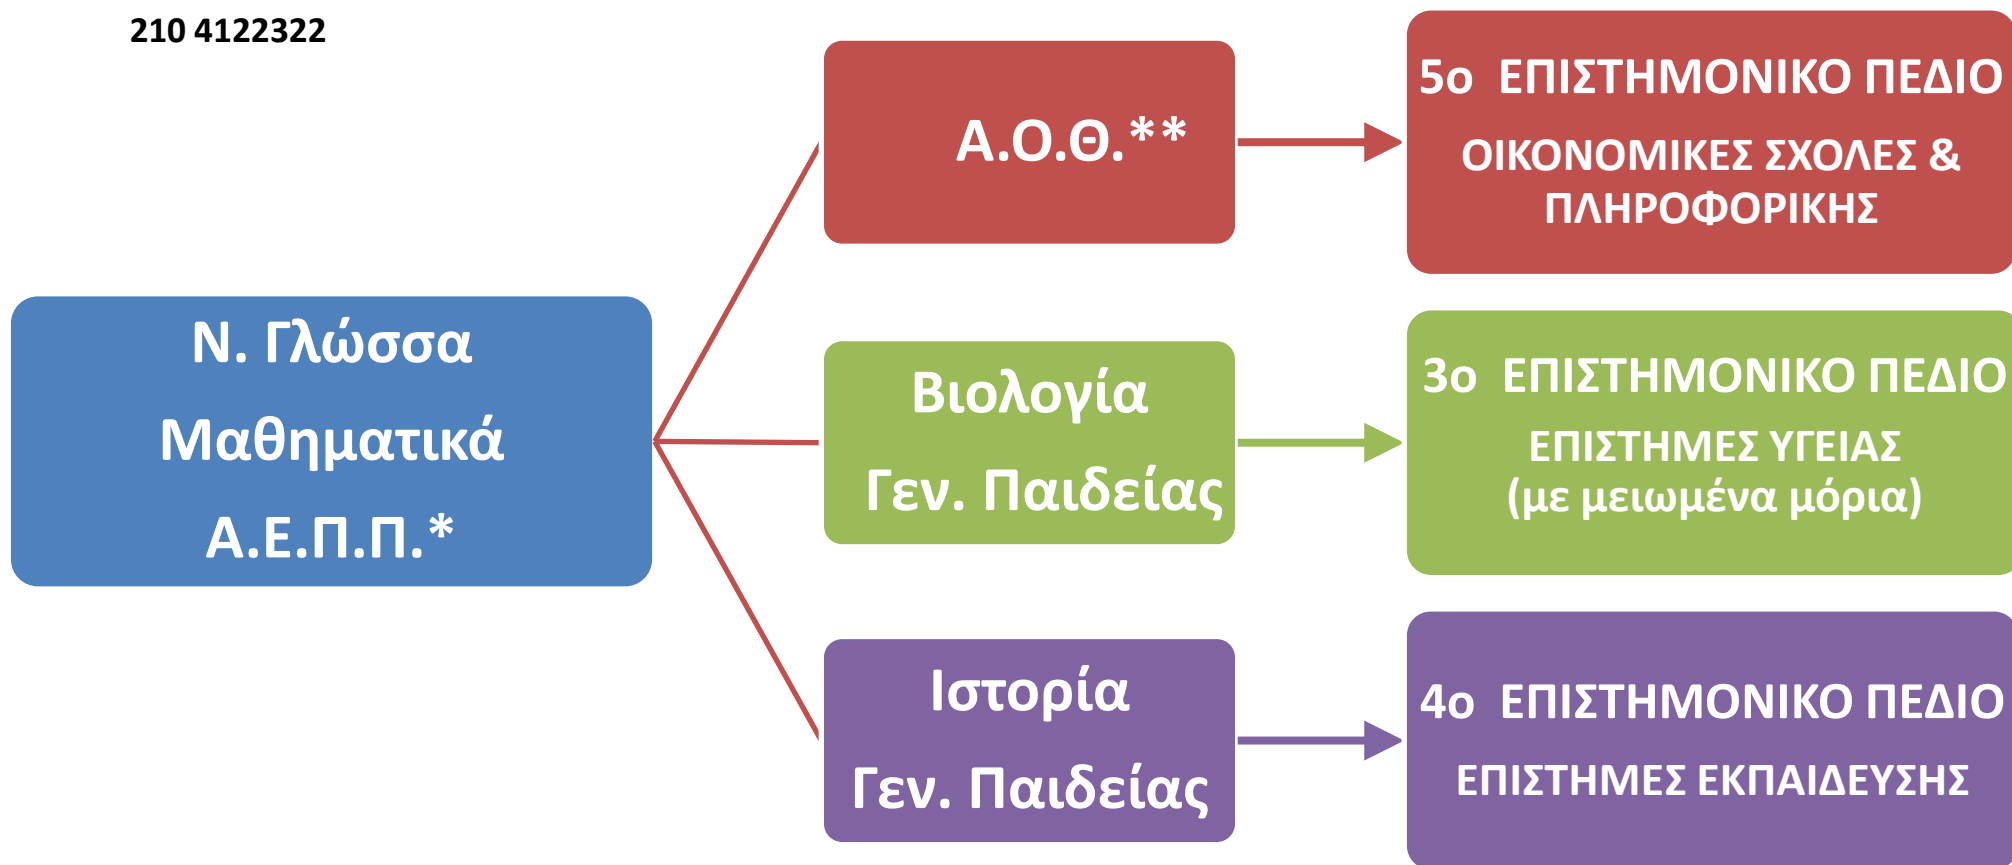 210 4122322
Ν. Γλώσσα
Μαθηματικά
Α.Ε.Π.Π.*
Α.Ο.Θ.**
5ο ΕΠΙΣΤΗΜΟΝΙΚΟ ΠΕΔΙΟ
ΟΙΚΟΝΟΜΙΚΕΣ ΣΧΟΛΕΣ &
ΠΛΗΡΟΦΟΡΙΚΗΣ
Βιολογία
Γεν. Παιδείας
3ο ΕΠΙΣΤΗΜΟΝΙΚΟ ΠΕΔΙΟ
ΕΠΙΣΤΗΜΕΣ ΥΓΕΙΑΣ
(με μειωμένα μόρια)
Ιστορία
Γεν. Παιδείας
4ο ΕΠΙΣΤΗΜΟΝΙΚΟ ΠΕΔΙΟ
ΕΠΙΣΤΗΜΕΣ ΕΚΠΑΙΔΕΥΣΗΣ